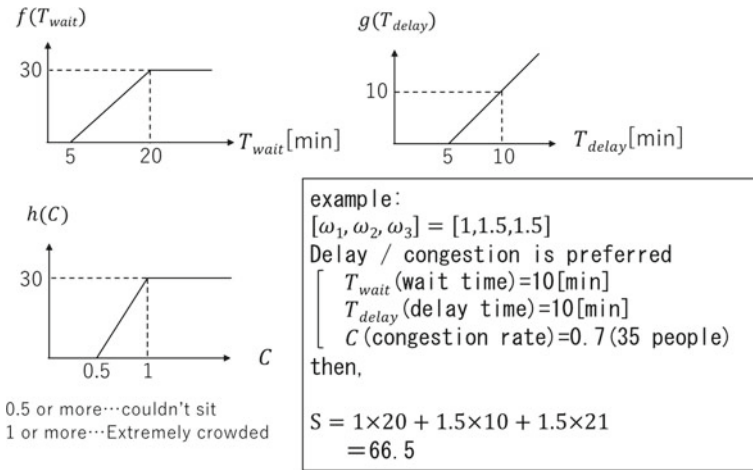 f(T_wait)
30
5
20
T_wait[min]
g(T_delay)
10
5
10
T_delay[min]
h(C)
30
0.5
1
C
0.5 or more…couldn't sit
1 or more…Extremely crowded
example:
[ω₁, ω₂, ω₃] = [1,1.5,1.5]
Delay / congestion is preferred
T_wait(wait time)=10[min]
T_delay(delay time)=10[min]
C(congestion rate)=0.7(35 people)
then,
S = 1×20 + 1.5×10 + 1.5×21
=66.5